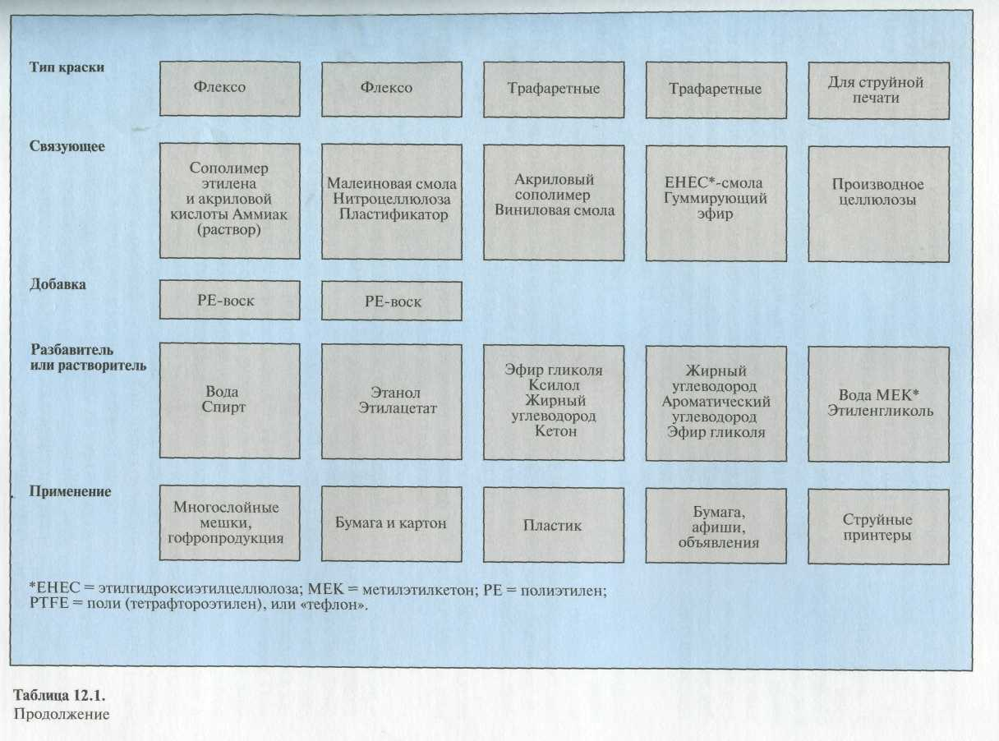 Тип краски
Флексо
Флексо
Трафаретные
Трафаретные
Для струйной
печати
Связующее
Сополимер
этилена
и акриловой
кислоты Аммиак
(раствор)
Малеиновая смола
Нитроцеллюлоза
Пластификатор
Акриловый
сополимер
Виниловая смола
EHEC*-смола
Гуммирующий
эфир
Производное
целлюлозы
Добавка
PE-воск
PE-воск
Разбавитель
или растворитель
Вода
Спирт
Этанол
Этилацетат
Эфир гликоля
Ксилол
Жирный
углеводород
Кетон
Жирный
углеводород
Ароматический
углеводород
Эфир гликоля
Вода МЕК*
Этиленгликоль
Применение
Многослойные
мешки,
гофропродукция
Бумага и картон
Пластик
Бумага,
афиши,
объявления
Струйные
принтеры
*EHEC = этилгидроксиэтилцеллюлоза; МЕК = метилэтилкетон; PE = полиэтилен;
PTFE = поли (тетрафтороэтилен), или «тефлон».
Таблица 12.1.
Продолжение